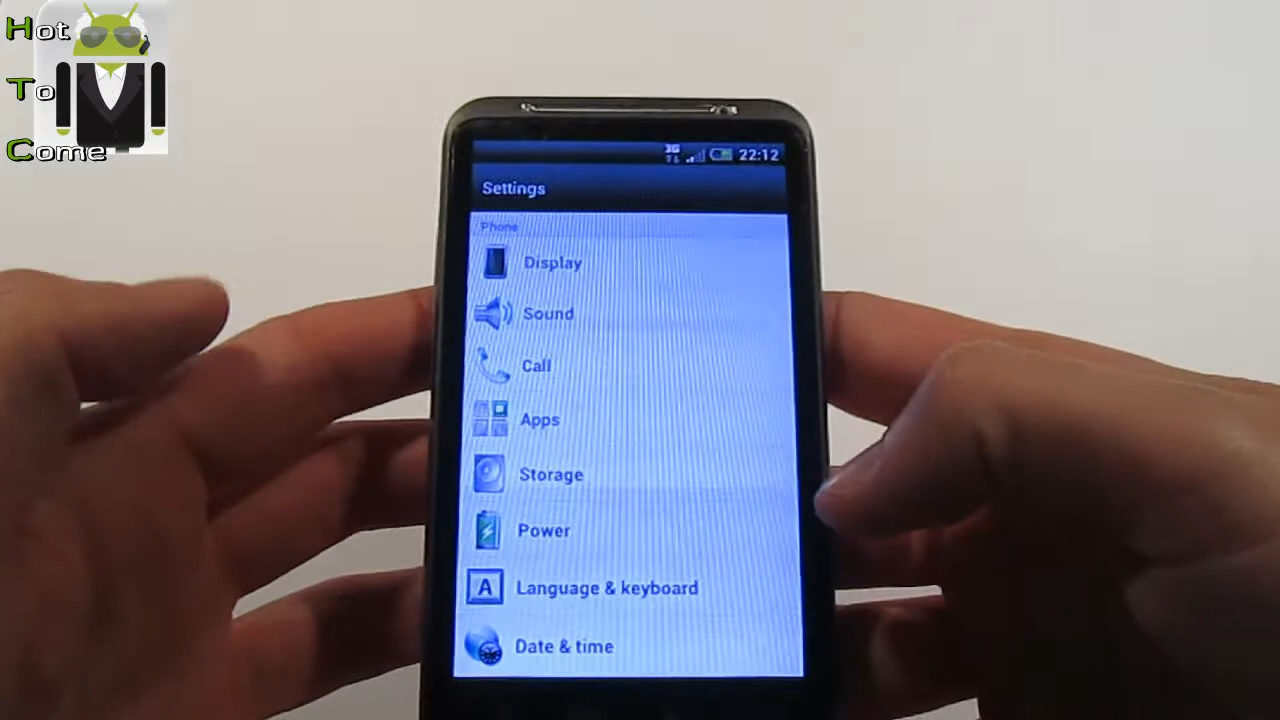 Hot
To
Come
3G
22:12
Settings
Phone
Display
Sound
Call
Apps
Storage
Power
A
Language & keyboard
Date & time